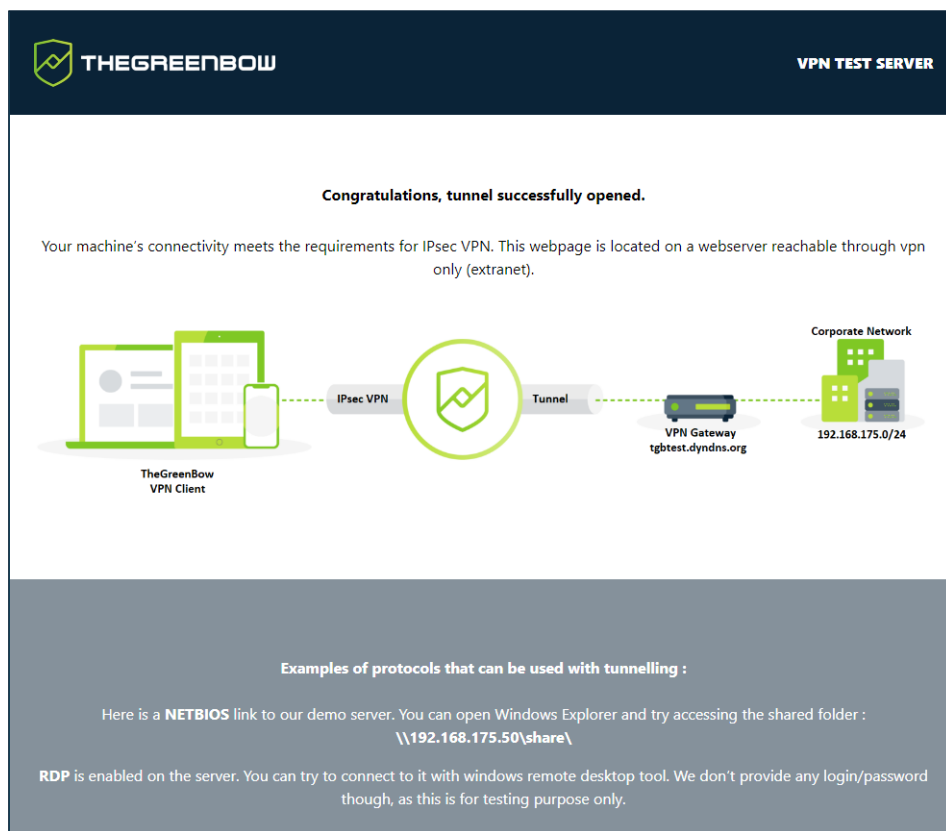 THEGREENBOW
VPN TEST SERVER
Congratulations, tunnel successfully opened.
Your machine’s connectivity meets the requirements for IPsec VPN. This webpage is located on a webserver reachable through vpn
only (extranet).
Corporate Network
IPsec VPN
Tunnel
VPN Gateway
tgbtest.dyndns.org
192.168.175.0/24
TheGreenBow
VPN Client
Examples of protocols that can be used with tunnelling :
Here is a NETBIOS link to our demo server. You can open Windows Explorer and try accessing the shared folder :
\\192.168.175.50\share\
RDP is enabled on the server. You can try to connect to it with windows remote desktop tool. We don’t provide any login/password
though, as this is for testing purpose only.